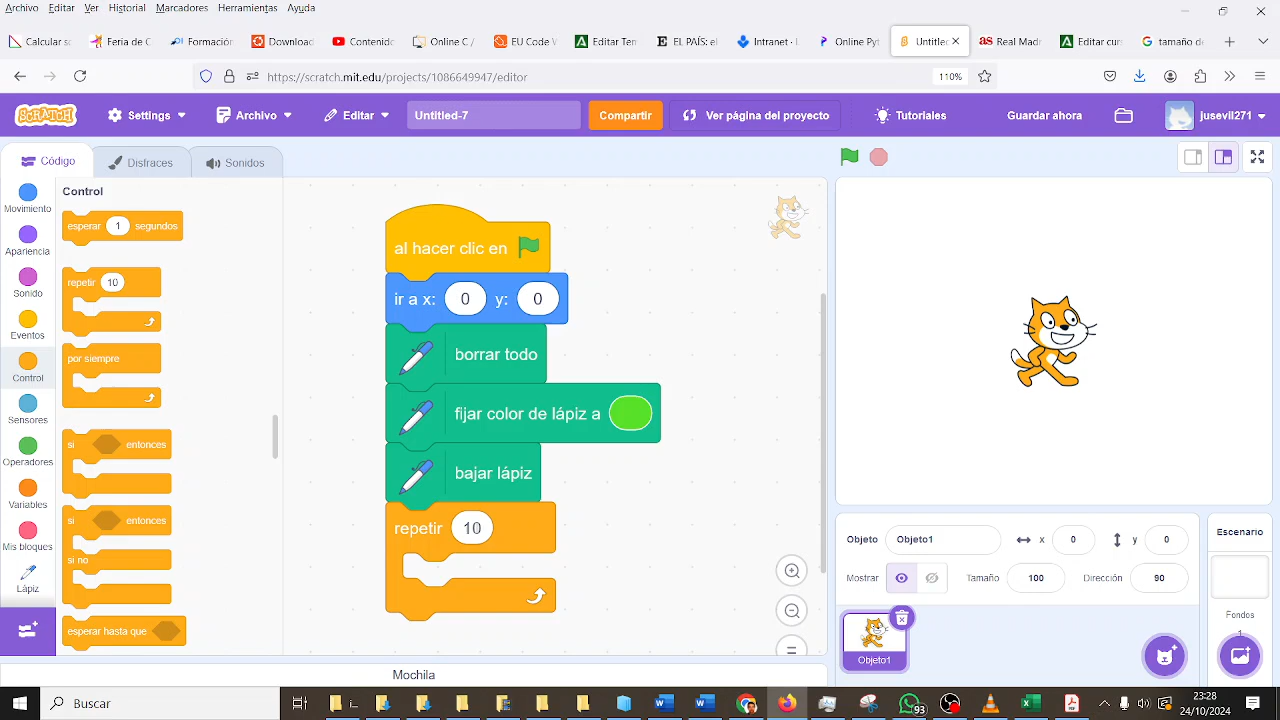 Archivo Editar Ver Historial Marcadores Herramientas Ayuda
Calcular s
Feria de C
Formación
Download
Contenido
Online C /
EU Code W
Editar Tem
EL PAÍS: el
Intranet - I
Online Pyt
Untitled
Real Madr
Editar cur
tamaño d
https://scratch.mit.edu/projects/1086649947/editor
110%
SCRATCH
Settings
Archivo
Editar
Untitled-7
Compartir
Ver página del proyecto
Tutoriales
Guardar ahora
jusevil271
Código
Disfraces
Sonidos
Movimiento
Apariencia
Sonido
Eventos
Control
Sensores
Operadores
Variables
Mis bloques
Lápiz
Control
esperar 1 segundos
repetir 10
por siempre
si entonces
si entonces
si no
esperar hasta que
al hacer clic en
ir a x: 0 y: 0
borrar todo
fijar color de lápiz a
bajar lápiz
repetir 10
Mochila
Objeto Objeto1 x 0 y 0
Mostrar Tamaño 100 Dirección 90
Objeto1
Escenario
Fondos
1
Buscar
93
23:28
24/10/2024